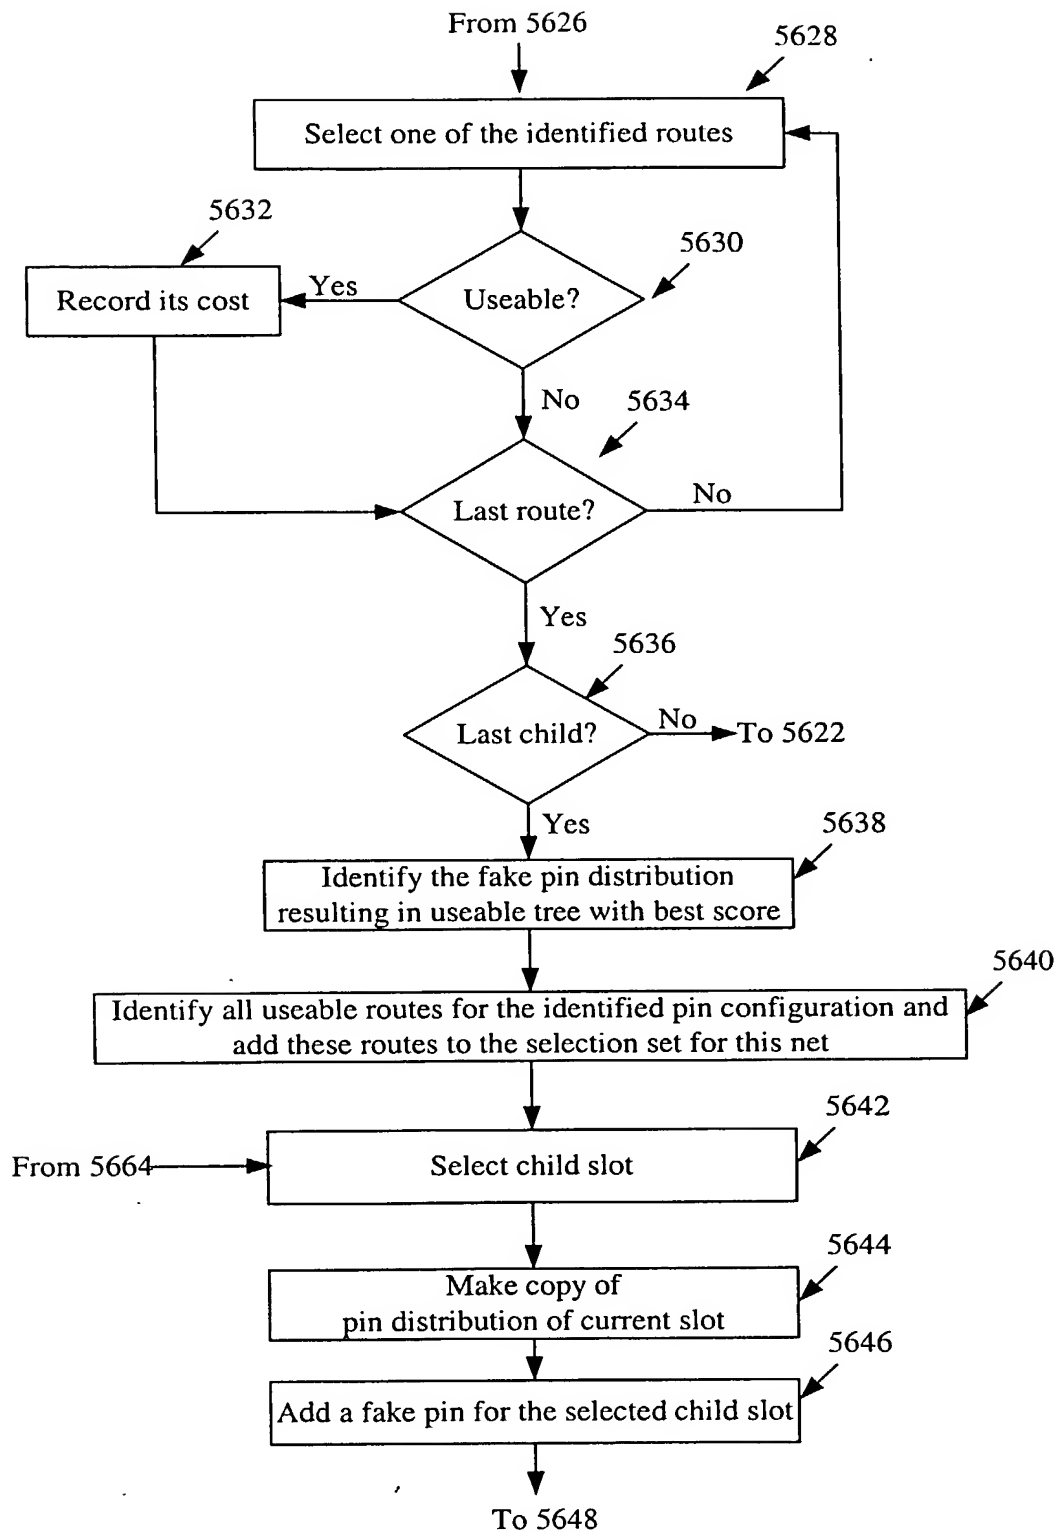 From 5626
5628
Select one of the identified routes
5632
5630
Record its cost
Yes
Useable?
No
5634
Last route?
No
Yes
5636
Last child?
No
To 5622
Yes
5638
Identify the fake pin distribution
resulting in useable tree with best score
5640
Identify all useable routes for the identified pin configuration and
add these routes to the selection set for this net
5642
From 5664
Select child slot
5644
Make copy of
pin distribution of current slot
5646
Add a fake pin for the selected child slot
To 5648